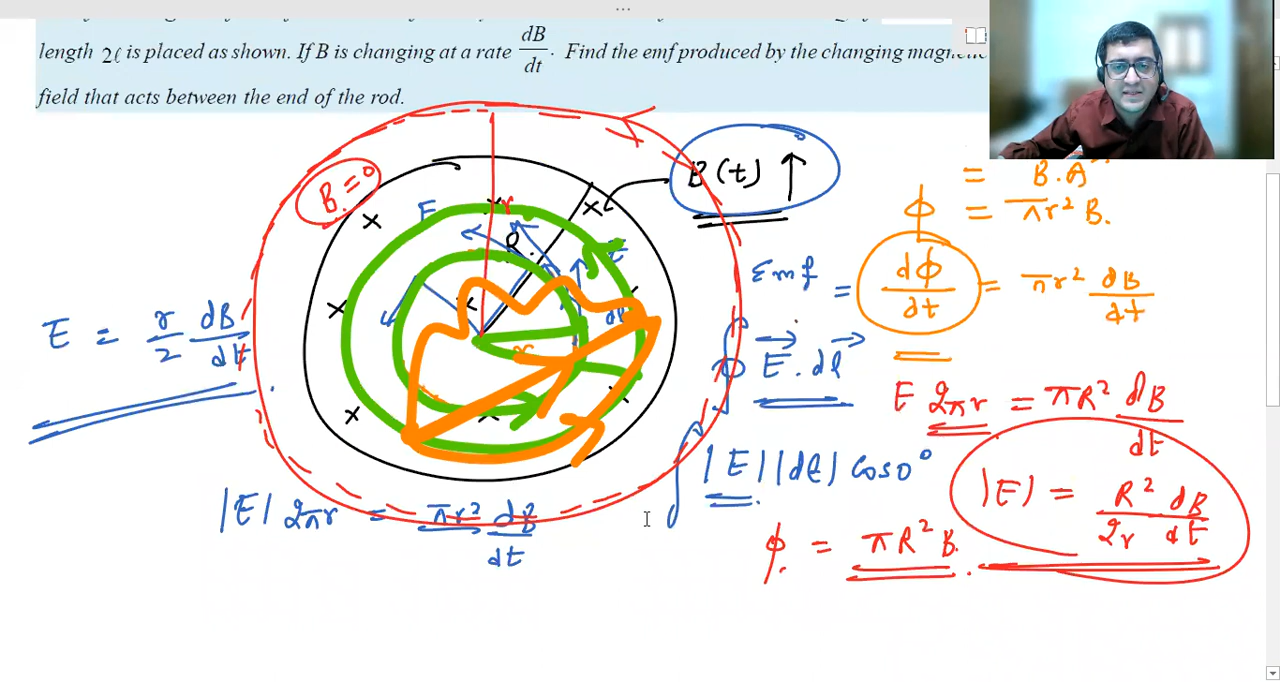 length 2ℓ is placed as shown. If B is changing at a rate dB/dt. Find the emf produced by the changing magnetic
field that acts between the end of the rod.
B=0
B(t) ↑
= B.A
ϕ = πr² B.
Emf = dϕ/dt = πr² dB/dt
E
r
R
E
dl
r
E = r/2 dB/dt
∮ E⃗ . dl⃗
E 2πr = πR² dB/dt
|E| |dl| cos0°
|E| = R²/2r dB/dt
|E| 2πr = πr² dB/dt
ϕ = πR² B.